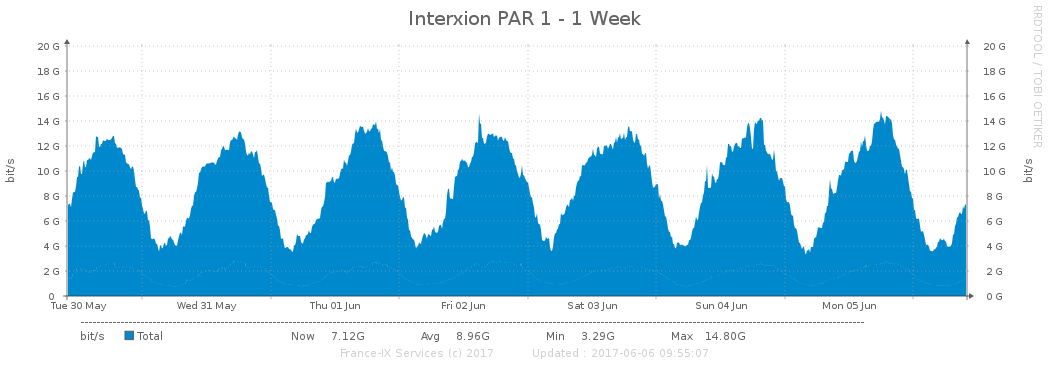 Interxion PAR 1 - 1 Week
RRDTOOL / TOBI OETIKER
bit/s
20 G
18 G
16 G
14 G
12 G
10 G
8 G
6 G
4 G
2 G
0
20 G
18 G
16 G
14 G
12 G
10 G
8 G
6 G
4 G
2 G
0 G
bit/s
Tue 30 May Wed 31 May Thu 01 Jun Fri 02 Jun Sat 03 Jun Sun 04 Jun Mon 05 Jun
bit/s Total Now 7.12G Avg 8.96G Min 3.29G Max 14.80G
France-IX Services (c) 2017 Updated : 2017-06-06 09:55:07